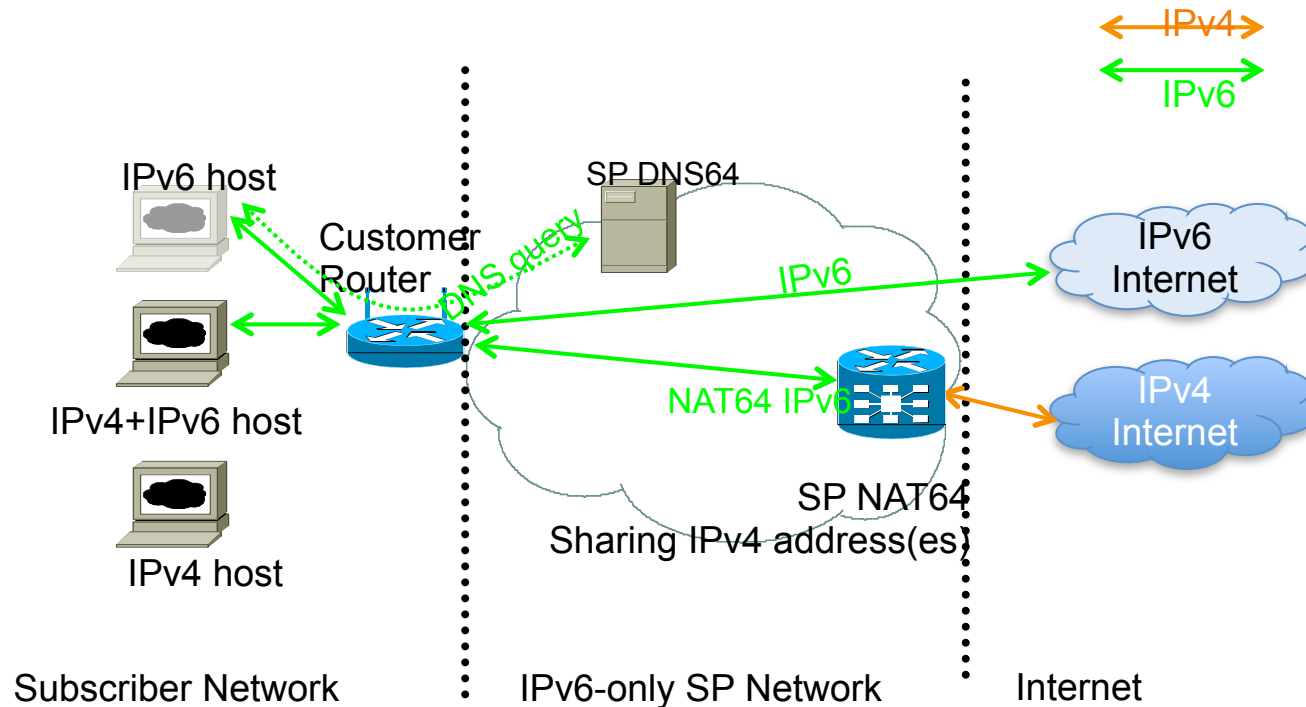 IPv4
IPv6
IPv6 host
SP DNS64
Customer
Router
DNS query
IPv6
IPv6
Internet
IPv4+IPv6 host
NAT64 IPv6
IPv4
Internet
IPv4 host
SP NAT64
Sharing IPv4 address(es)
Subscriber Network
IPv6-only SP Network
Internet